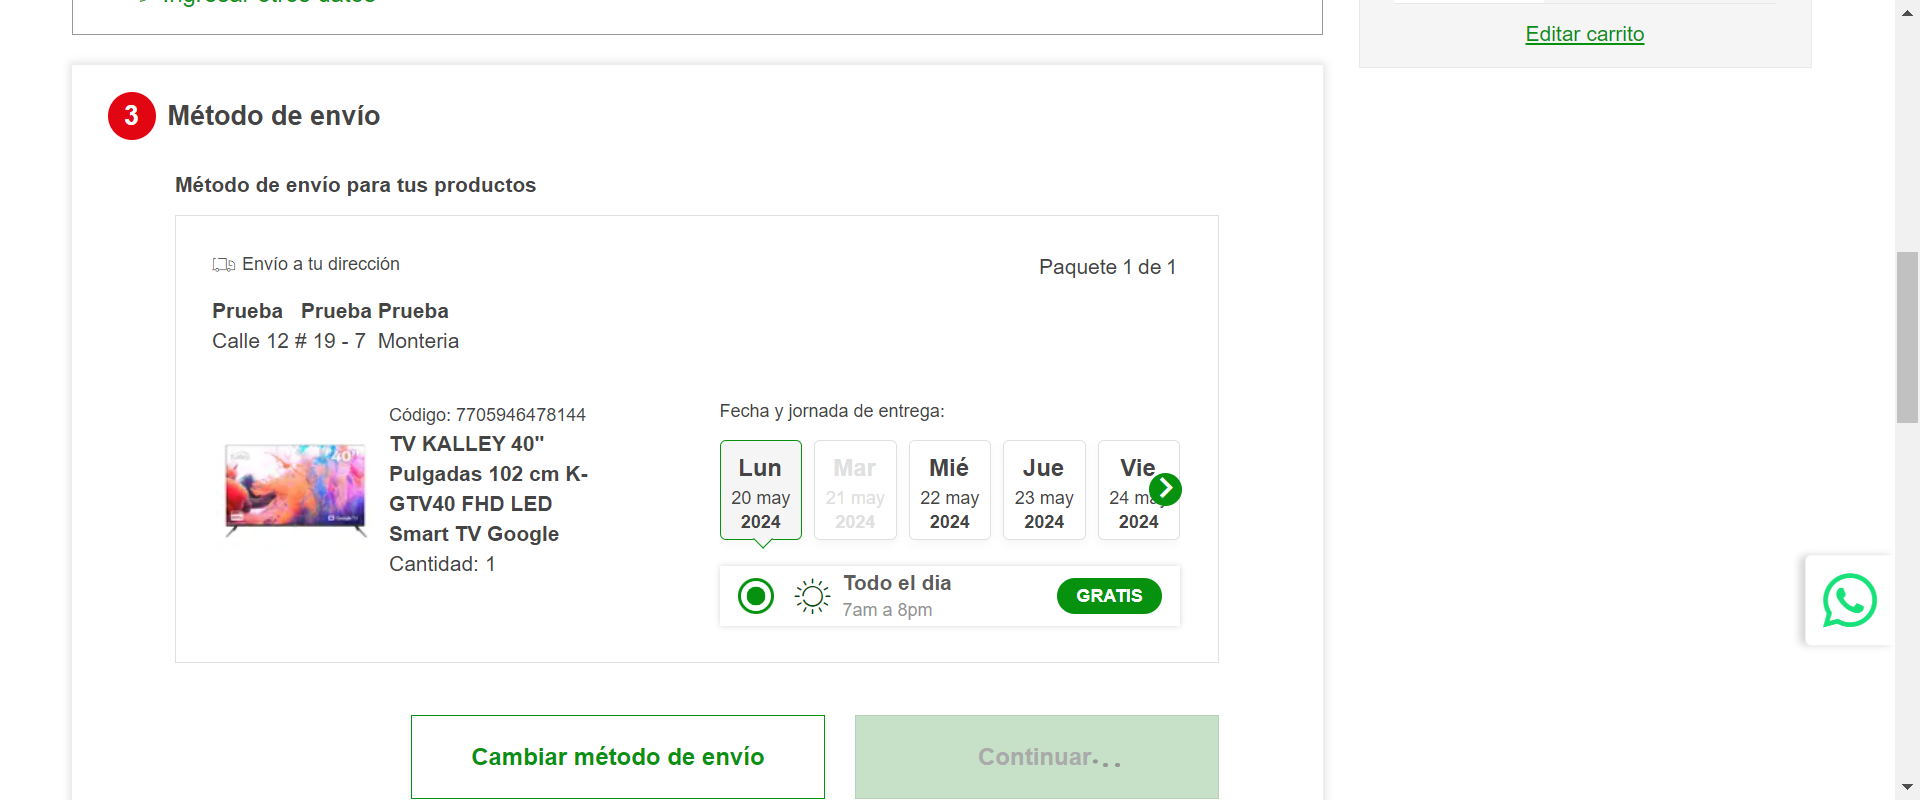 Ingresar otros datos
Editar carrito
3 Método de envío
Método de envío para tus productos
Envío a tu dirección
Paquete 1 de 1
Prueba Prueba Prueba
Calle 12 # 19 - 7 Monteria
Código: 7705946478144
TV KALLEY 40"
Pulgadas 102 cm K-
GTV40 FHD LED
Smart TV Google
Cantidad: 1
Fecha y jornada de entrega:
Lun
20 may
2024
Mar
21 may
2024
Mié
22 may
2024
Jue
23 may
2024
Vie
24 may
2024
Todo el dia
7am a 8pm
GRATIS
Cambiar método de envío
Continuar...